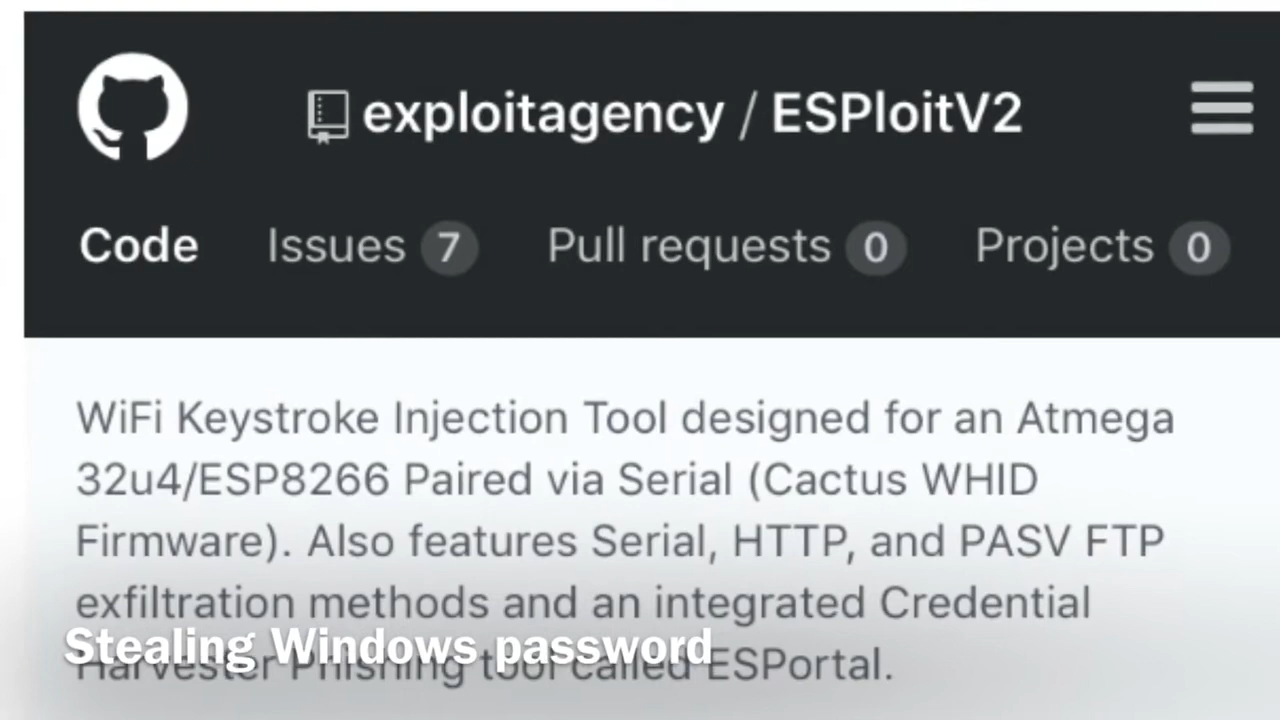 exploitagency / ESPloitV2
Code Issues 7 Pull requests 0 Projects 0
WiFi Keystroke Injection Tool designed for an Atmega
32u4/ESP8266 Paired via Serial (Cactus WHID
Firmware). Also features Serial, HTTP, and PASV FTP
exfiltration methods and an integrated Credential
Stealing Windows password
Harvester Phishing tool called ESPortal.